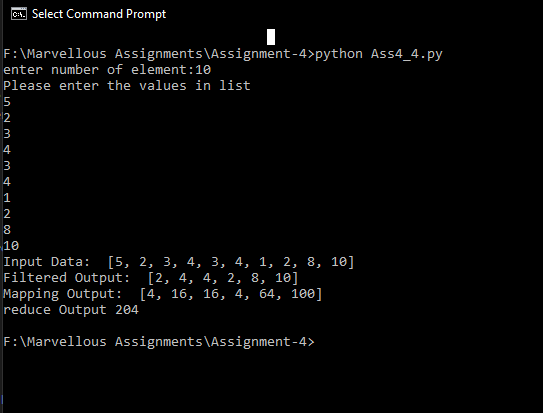 Select Command Prompt
F:\Marvellous Assignments\Assignment-4>python Ass4_4.py
enter number of element:10
Please enter the values in list
5
2
3
4
3
4
1
2
8
10
Input Data:  [5, 2, 3, 4, 3, 4, 1, 2, 8, 10]
Filtered Output:  [2, 4, 4, 2, 8, 10]
Mapping Output:  [4, 16, 16, 4, 64, 100]
reduce Output 204
F:\Marvellous Assignments\Assignment-4>